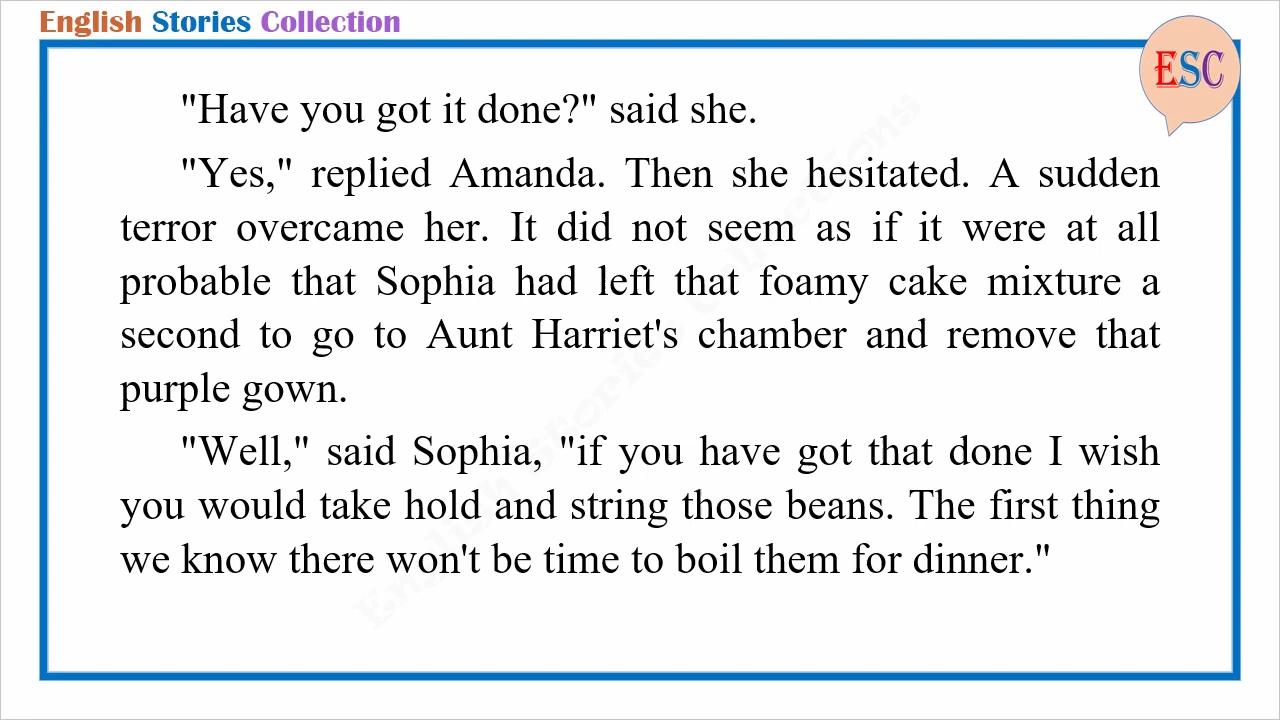 English Stories Collection
ESC
"Have you got it done?" said she.
"Yes," replied Amanda. Then she hesitated. A sudden
terror overcame her. It did not seem as if it were at all
probable that Sophia had left that foamy cake mixture a
second to go to Aunt Harriet's chamber and remove that
purple gown.
"Well," said Sophia, "if you have got that done I wish
you would take hold and string those beans. The first thing
we know there won't be time to boil them for dinner."
English Stories Collections